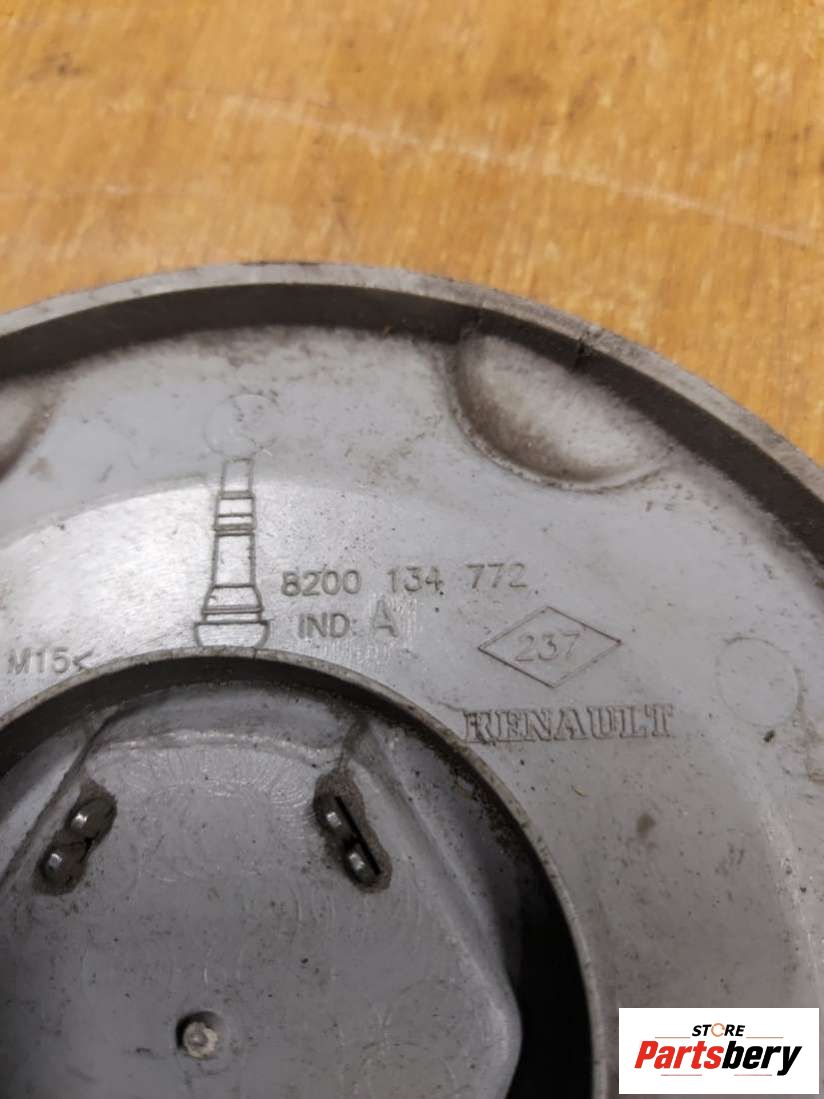 8200 134 772
IND: A
237
M15<
RENAULT
STORE
Partsbery